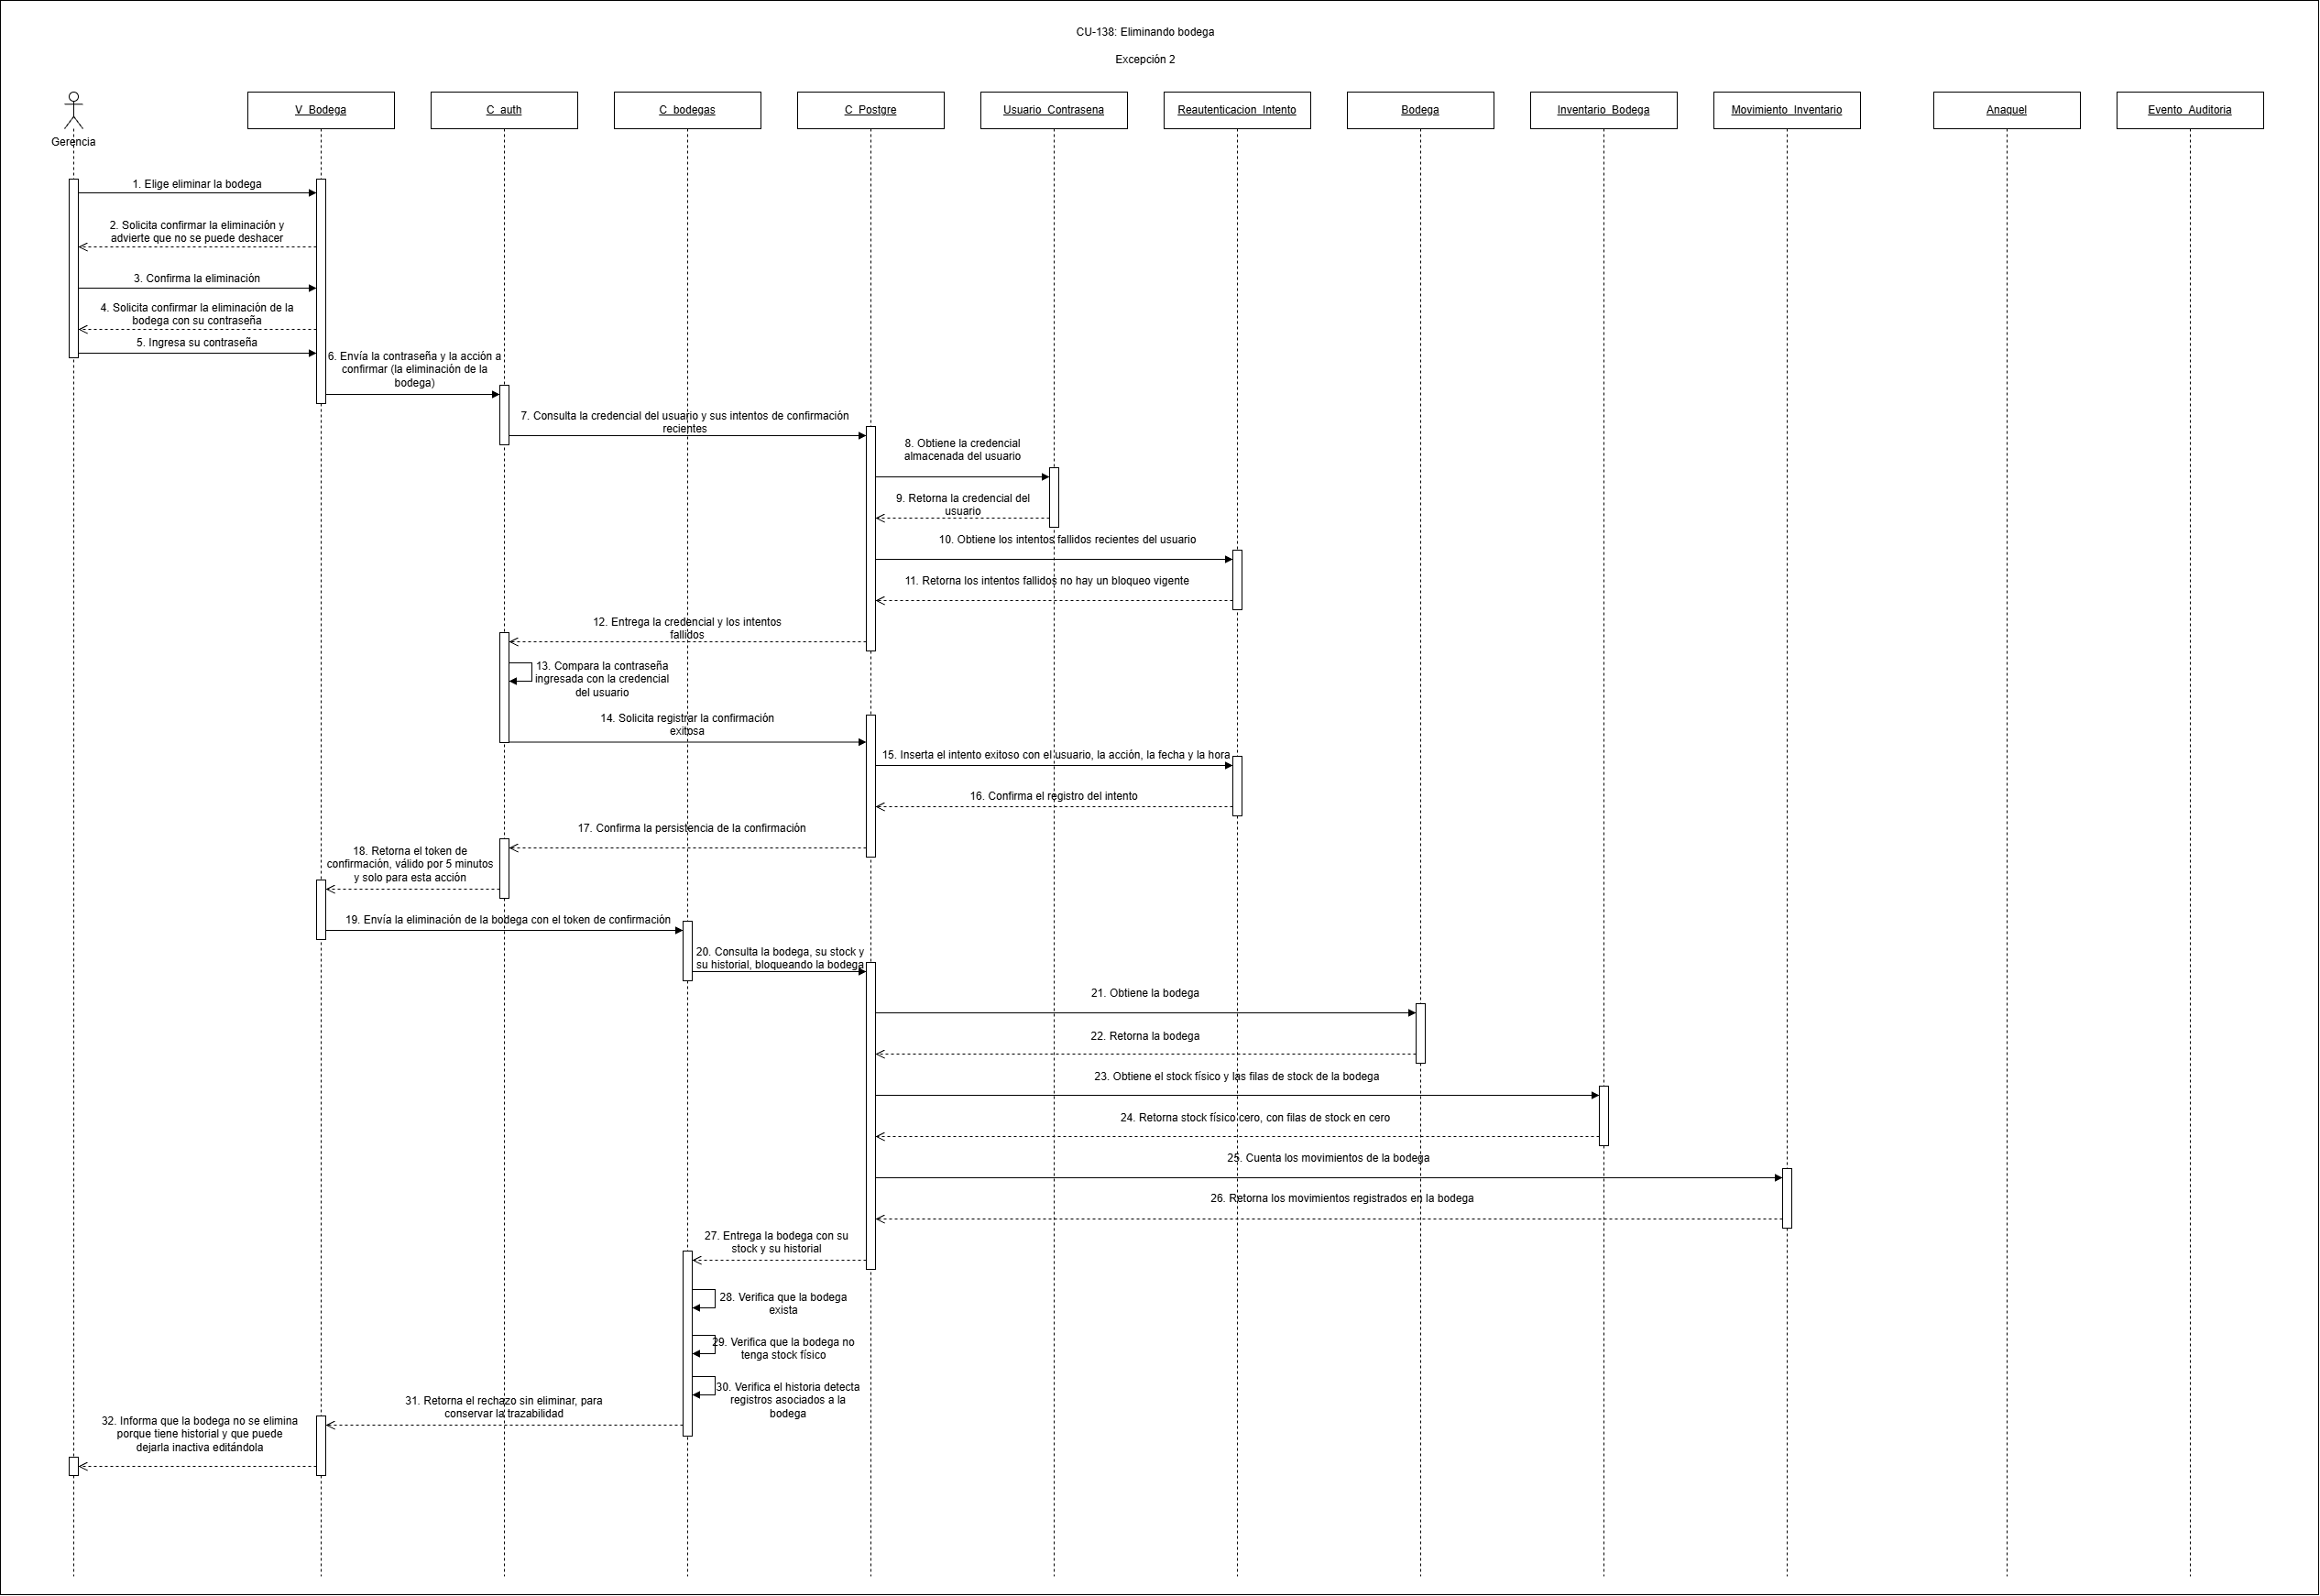 CU-138: Eliminando bodega
Excepción 2
Gerencia
V_Bodega
C_auth
C_bodegas
C_Postgre
Usuario_Contrasena
Reautenticacion_Intento
Bodega
Inventario_Bodega
Movimiento_Inventario
Anaquel
Evento_Auditoria
1. Elige eliminar la bodega
2. Solicita confirmar la eliminación y
advierte que no se puede deshacer
3. Confirma la eliminación
4. Solicita confirmar la eliminación de la
bodega con su contraseña
5. Ingresa su contraseña
6. Envía la contraseña y la acción a
confirmar (la eliminación de la
bodega)
7. Consulta la credencial del usuario y sus intentos de confirmación
recientes
8. Obtiene la credencial
almacenada del usuario
9. Retorna la credencial del
usuario
10. Obtiene los intentos fallidos recientes del usuario
11. Retorna los intentos fallidos no hay un bloqueo vigente
12. Entrega la credencial y los intentos
fallidos
13. Compara la contraseña
ingresada con la credencial
del usuario
14. Solicita registrar la confirmación
exitosa
15. Inserta el intento exitoso con el usuario, la acción, la fecha y la hora
16. Confirma el registro del intento
17. Confirma la persistencia de la confirmación
18. Retorna el token de
confirmación, válido por 5 minutos
y solo para esta acción
19. Envía la eliminación de la bodega con el token de confirmación
20. Consulta la bodega, su stock y
su historial, bloqueando la bodega
21. Obtiene la bodega
22. Retorna la bodega
23. Obtiene el stock físico y las filas de stock de la bodega
24. Retorna stock físico cero, con filas de stock en cero
25. Cuenta los movimientos de la bodega
26. Retorna los movimientos registrados en la bodega
27. Entrega la bodega con su
stock y su historial
28. Verifica que la bodega
exista
29. Verifica que la bodega no
tenga stock físico
30. Verifica el historia detecta
registros asociados a la
bodega
31. Retorna el rechazo sin eliminar, para
conservar la trazabilidad
32. Informa que la bodega no se elimina
porque tiene historial y que puede
dejarla inactiva editándola